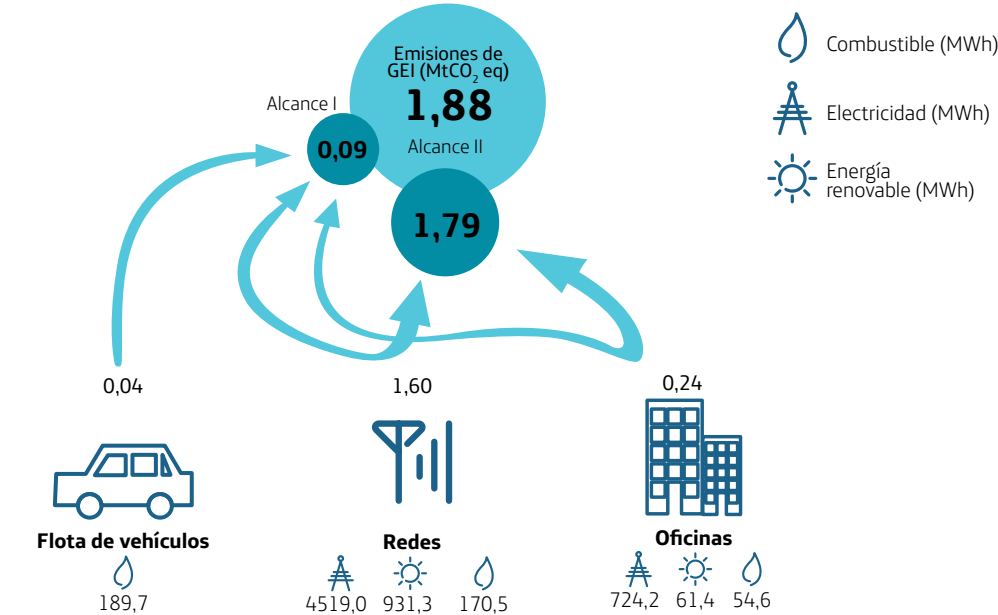 Emisiones de
GEI (MtCO₂ eq)
1,88
Alcance I
0,09
Alcance II
1,79
Combustible (MWh)
Electricidad (MWh)
Energía
renovable (MWh)
0,04
1,60
0,24
Flota de vehículos
189,7
Redes
4519,0 931,3 170,5
Oficinas
724,2 61,4 54,6